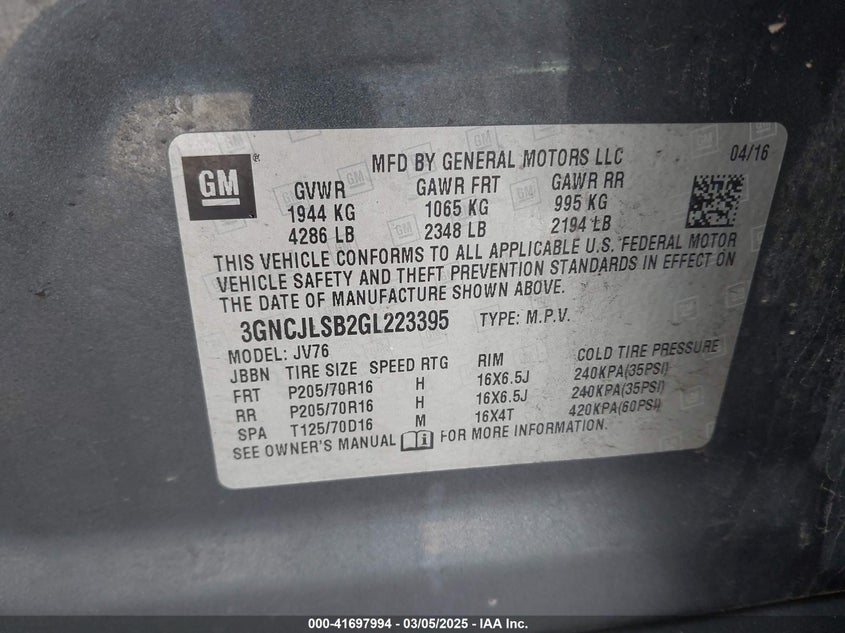 GM
®
MFD BY GENERAL MOTORS LLC
04/16
GVWR GAWR FRT GAWR RR
1944 KG 1065 KG 995 KG
4286 LB 2348 LB 2194 LB
THIS VEHICLE CONFORMS TO ALL APPLICABLE U.S. FEDERAL MOTOR
VEHICLE SAFETY AND THEFT PREVENTION STANDARDS IN EFFECT ON
THE DATE OF MANUFACTURE SHOWN ABOVE.
3GNCJLSB2GL223395 TYPE: M.P.V.
MODEL: JV76
JBBN TIRE SIZE SPEED RTG RIM COLD TIRE PRESSURE
FRT P205/70R16 H 16X6.5J 240KPA(35PSI)
RR P205/70R16 H 16X6.5J 240KPA(35PSI)
SPA T125/70D16 M 16X4T 420KPA(60PSI)
SEE OWNER'S MANUAL FOR MORE INFORMATION.
000-41697994 — 03/05/2025 — IAA Inc.